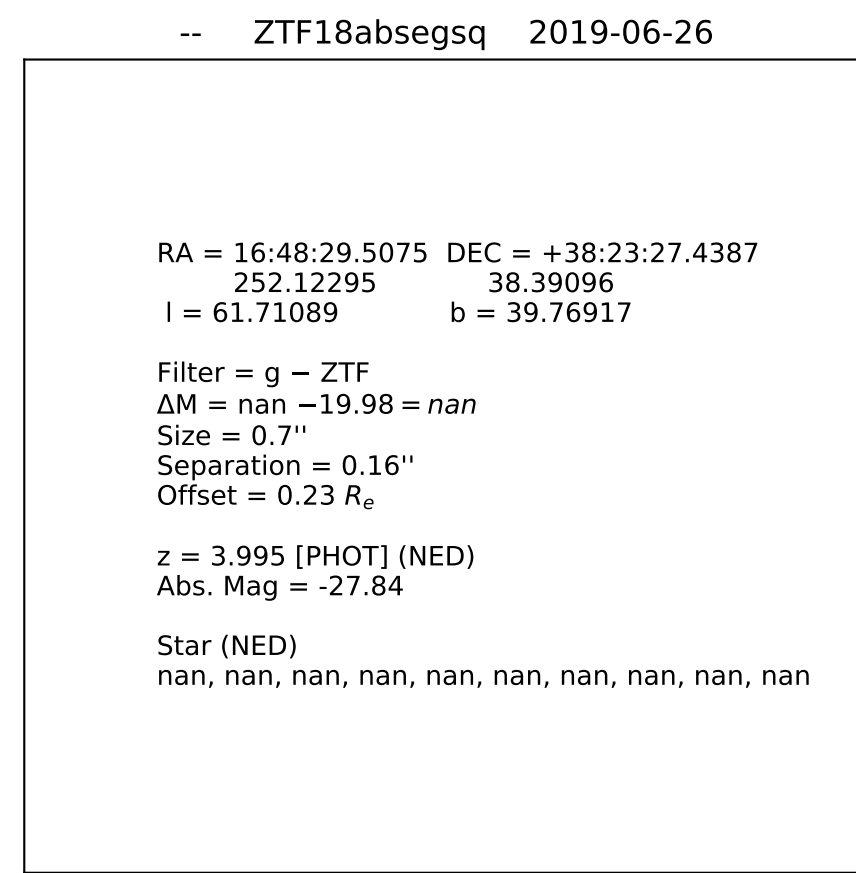 -- ZTF18absegsq 2019-06-26
RA = 16:48:29.5075 DEC = +38:23:27.4387
252.12295 38.39096
l = 61.71089 b = 39.76917
Filter = g − ZTF
ΔM = nan −19.98 = nan
Size = 0.7''
Separation = 0.16''
Offset = 0.23 Rₑ
z = 3.995 [PHOT] (NED)
Abs. Mag = -27.84
Star (NED)
nan, nan, nan, nan, nan, nan, nan, nan, nan, nan